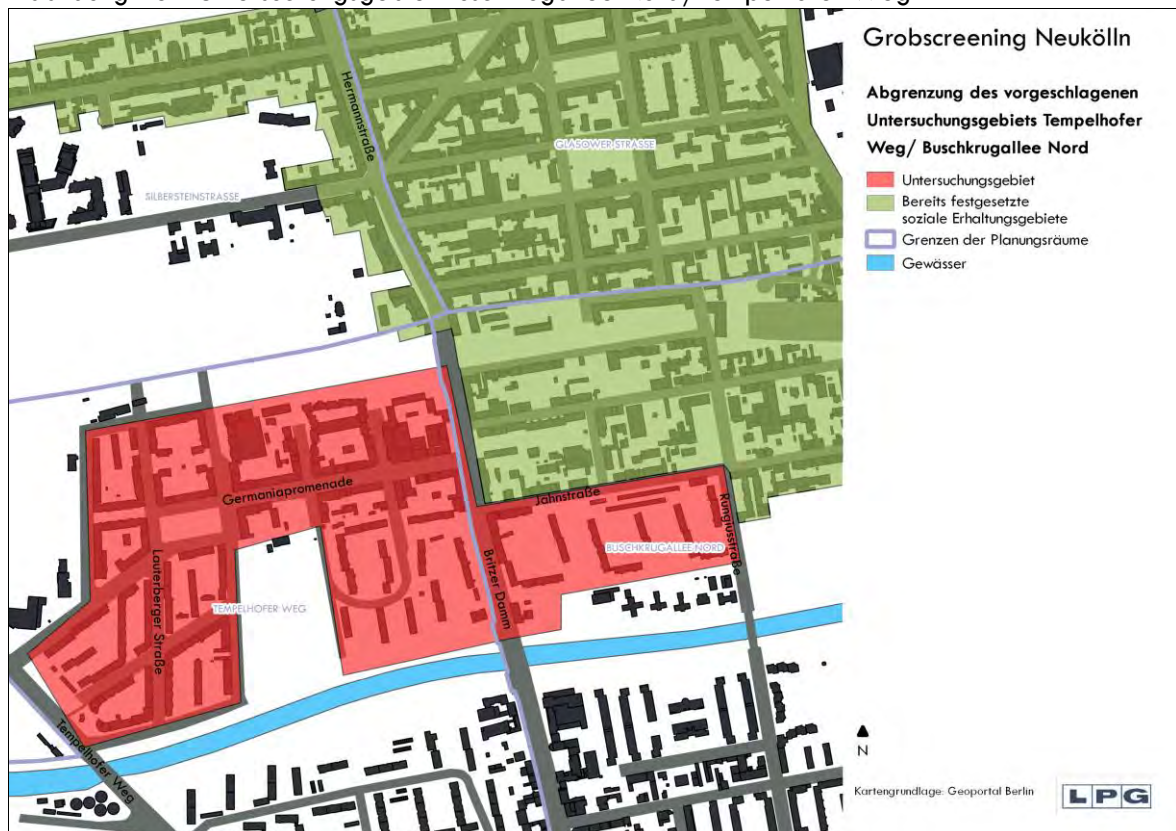 Grobscreening Neukölln
Abgrenzung des vorgeschlagenen
Untersuchungsgebiets Tempelhofer
Weg/ Buschkrugallee Nord
Untersuchungsgebiet
Bereits festgesetzte
soziale Erhaltungsgebiete
Grenzen der Planungsräume
Gewässer
Hermannstraße
GLASOWER STRASSE
SILBERSTEINSTRASSE
Germaniapromenade
Jahnstraße
Rungiusstraße
BUSCHKRUGALLEE NORD
Britzer Damm
Lauterberger Straße
TEMPELHOFER WEG
Tempelhofer Weg
N
Kartengrundlage: Geoportal Berlin
LPG